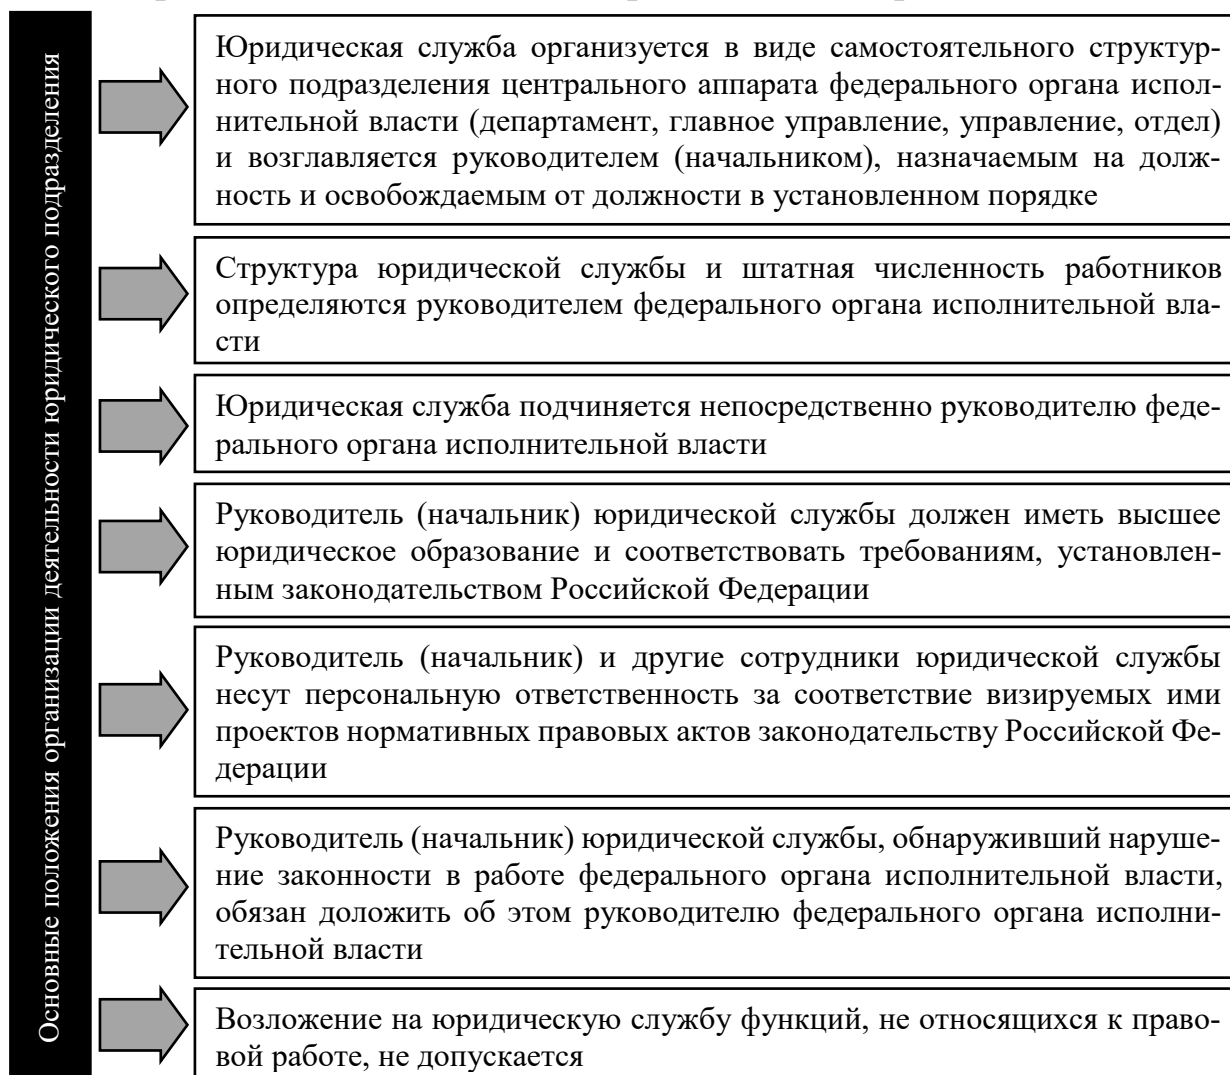 Основные положения организации деятельности юридического подразделения
Юридическая служба организуется в виде самостоятельного структур-
ного подразделения центрального аппарата федерального органа испол-
нительной власти (департамент, главное управление, управление, отдел)
и возглавляется руководителем (начальником), назначаемым на долж-
ность и освобождаемым от должности в установленном порядке
Структура юридической службы и штатная численность работников
определяются руководителем федерального органа исполнительной вла-
сти
Юридическая служба подчиняется непосредственно руководителю феде-
рального органа исполнительной власти
Руководитель (начальник) юридической службы должен иметь высшее
юридическое образование и соответствовать требованиям, установлен-
ным законодательством Российской Федерации
Руководитель (начальник) и другие сотрудники юридической службы
несут персональную ответственность за соответствие визируемых ими
проектов нормативных правовых актов законодательству Российской Фе-
дерации
Руководитель (начальник) юридической службы, обнаруживший наруше-
ние законности в работе федерального органа исполнительной власти,
обязан доложить об этом руководителю федерального органа исполни-
тельной власти
Возложение на юридическую службу функций, не относящихся к право-
вой работе, не допускается